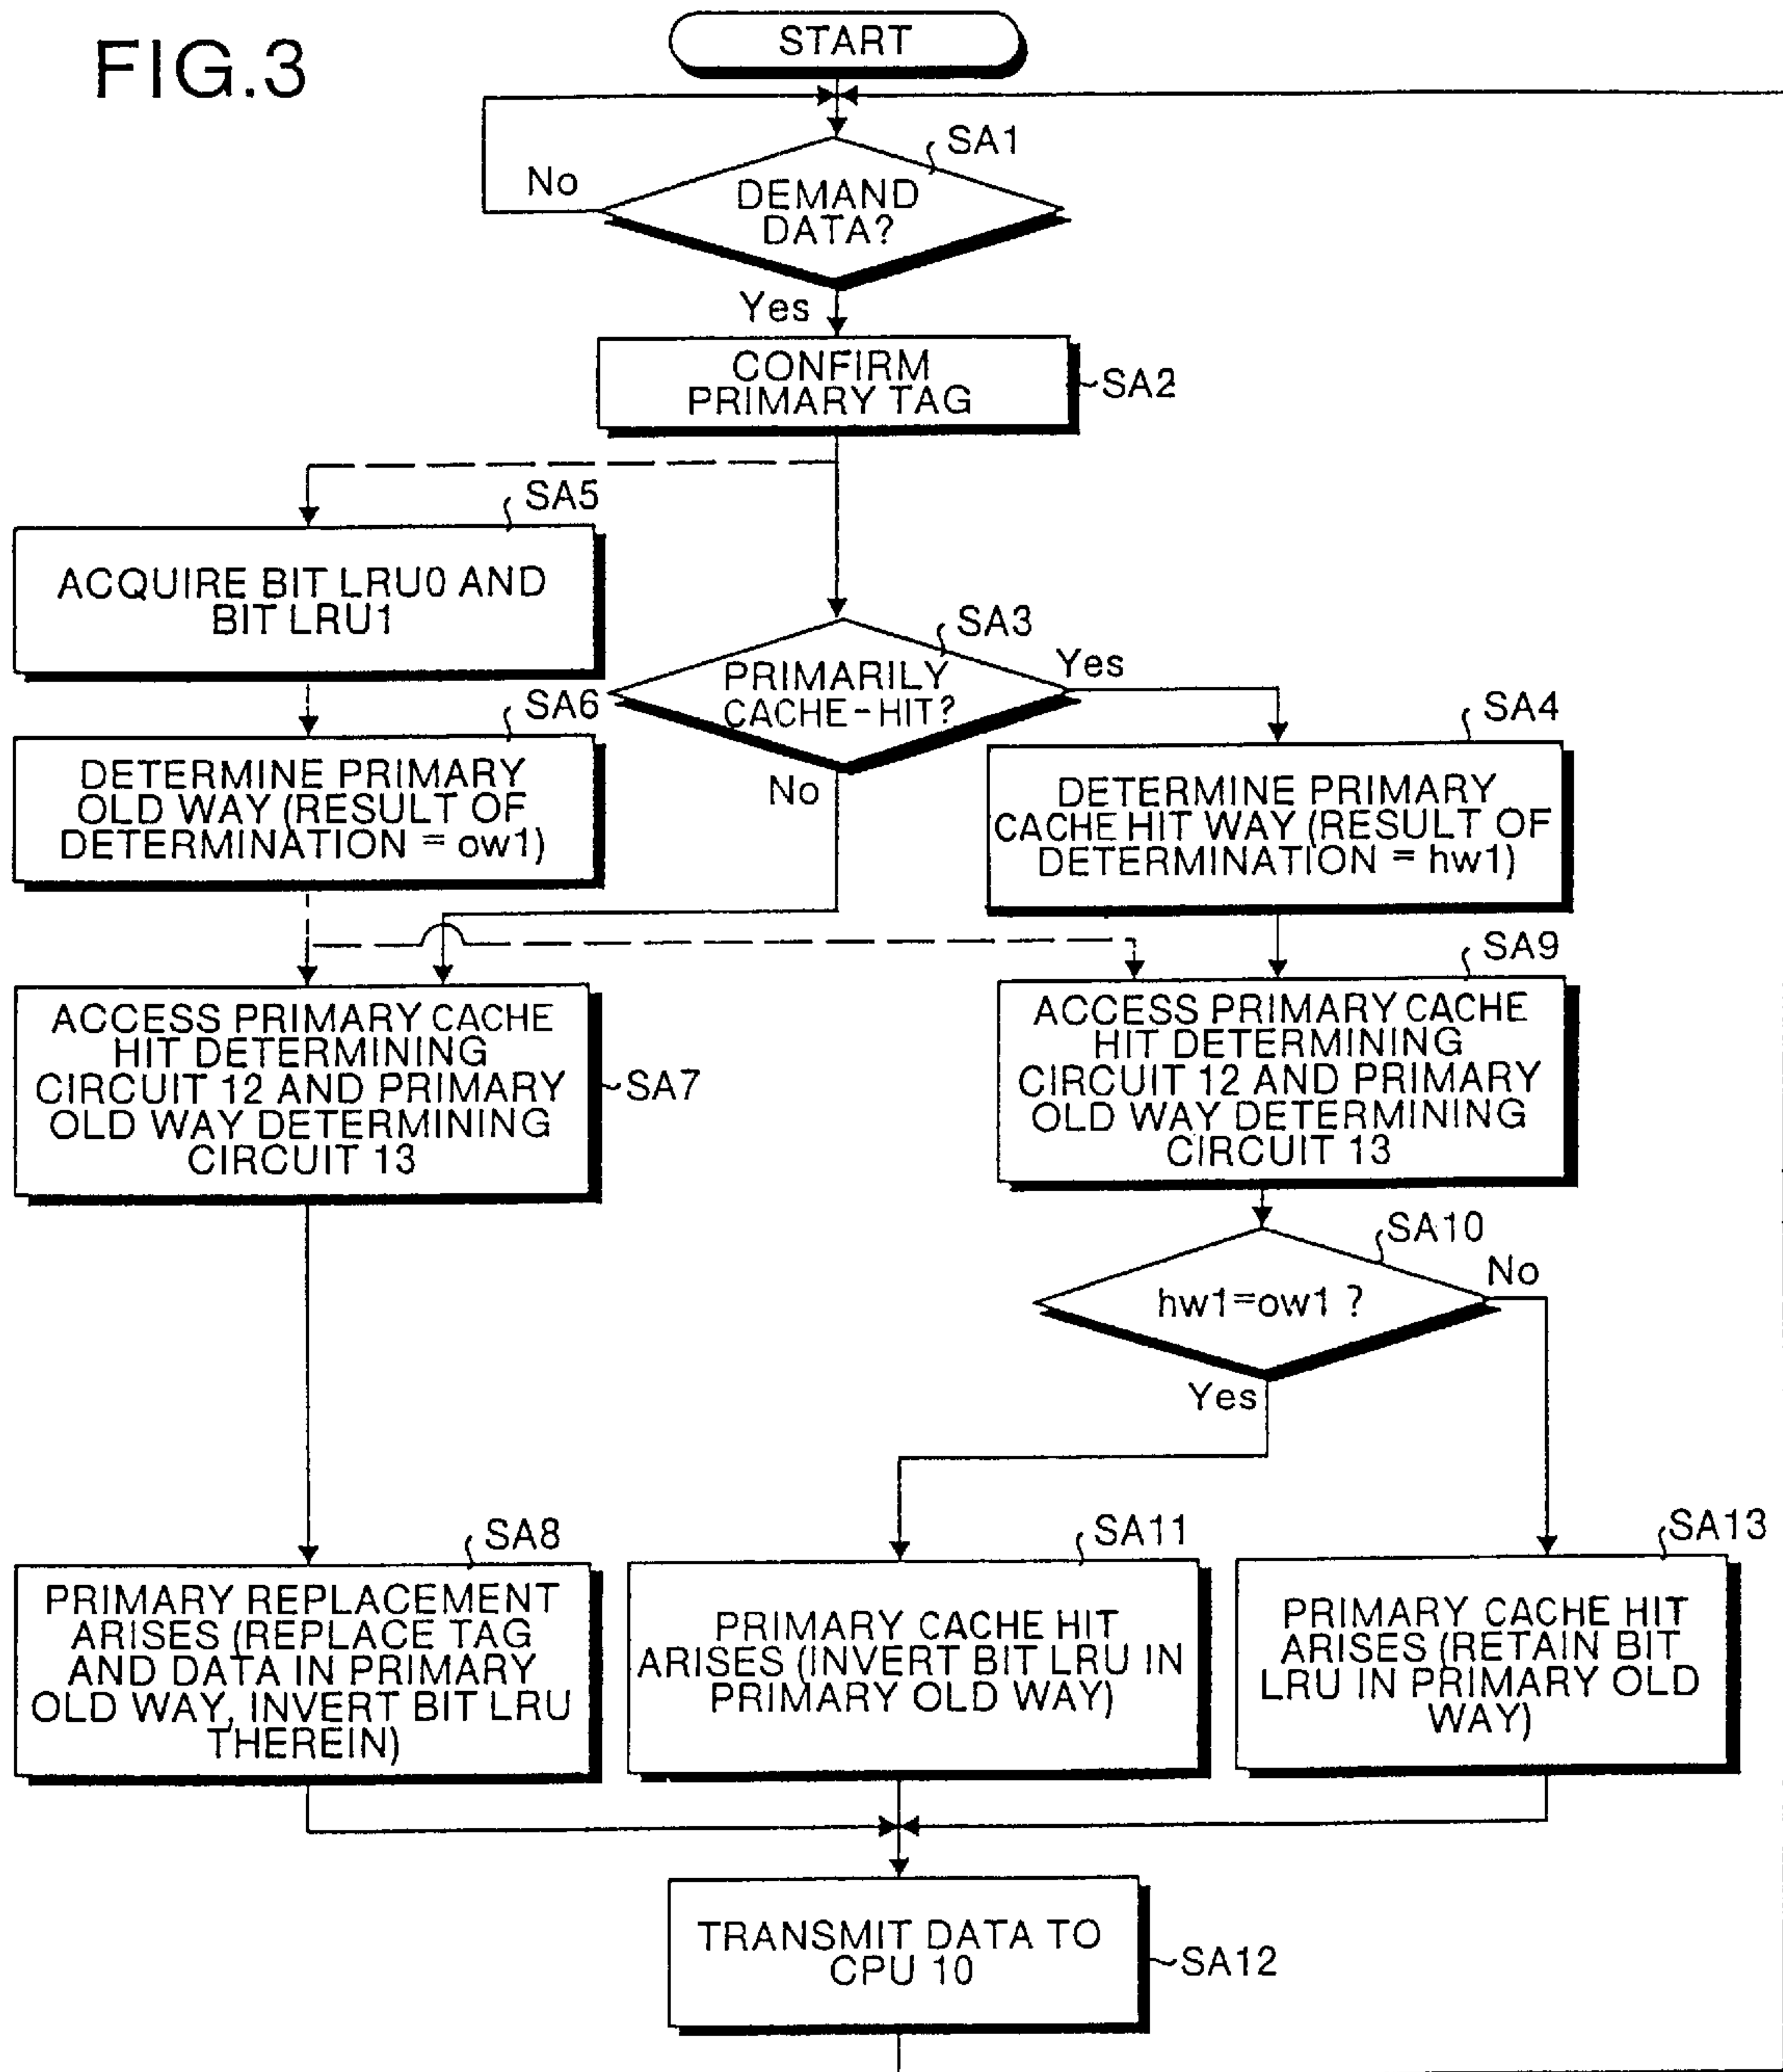 FIG.3
START
SA1
No
DEMAND
DATA?
Yes
CONFIRM
PRIMARY TAG
SA2
SA5
ACQUIRE BIT LRU0 AND
BIT LRU1
SA3
PRIMARILY
CACHE-HIT?
Yes
No
SA6
DETERMINE PRIMARY
OLD WAY (RESULT OF
DETERMINATION = ow1)
SA4
DETERMINE PRIMARY
CACHE HIT WAY (RESULT OF
DETERMINATION = hw1)
ACCESS PRIMARY CACHE
HIT DETERMINING
CIRCUIT 12 AND PRIMARY
OLD WAY DETERMINING
CIRCUIT 13
SA7
SA9
ACCESS PRIMARY CACHE
HIT DETERMINING
CIRCUIT 12 AND PRIMARY
OLD WAY DETERMINING
CIRCUIT 13
SA10
hw1=ow1 ?
No
Yes
SA8
PRIMARY REPLACEMENT
ARISES (REPLACE TAG
AND DATA IN PRIMARY
OLD WAY, INVERT BIT LRU
THEREIN)
SA11
PRIMARY CACHE HIT
ARISES (INVERT BIT LRU IN
PRIMARY OLD WAY)
SA13
PRIMARY CACHE HIT
ARISES (RETAIN BIT
LRU IN PRIMARY OLD
WAY)
TRANSMIT DATA TO
CPU 10
SA12